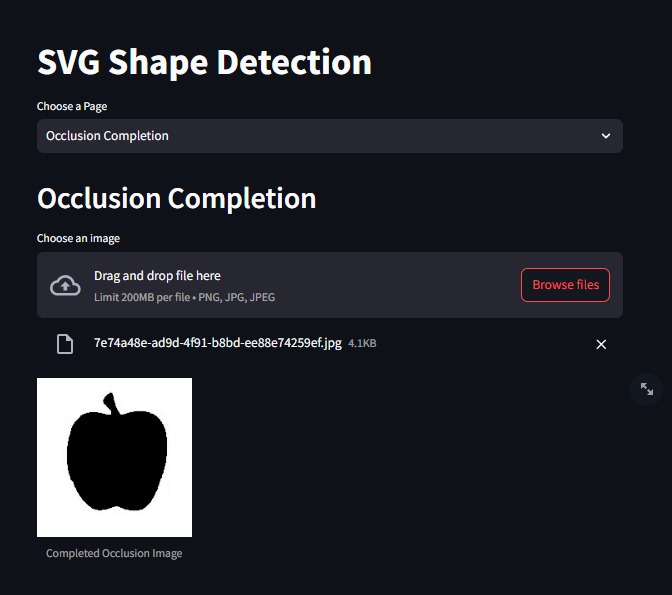 SVG Shape Detection
Choose a Page
Occlusion Completion
Occlusion Completion
Choose an image
Drag and drop file here
Limit 200MB per file • PNG, JPG, JPEG
Browse files
7e74a48e-ad9d-4f91-b8bd-ee88e74259ef.jpg 4.1KB
Completed Occlusion Image